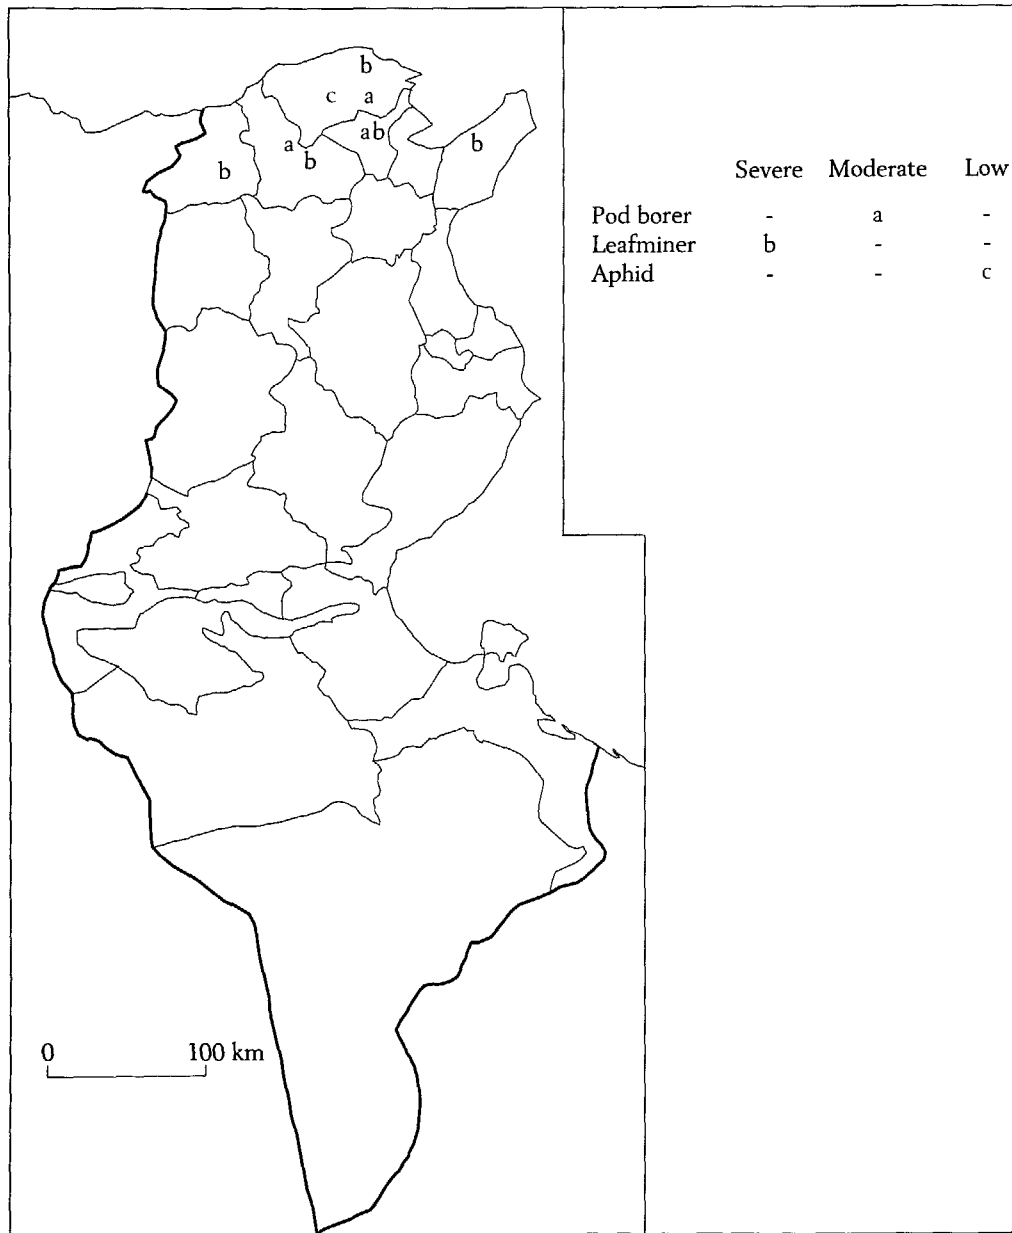 b
c a
ab
a b
b
b
Severe Moderate Low
Pod borer - a -
Leafminer b - -
Aphid - - c
0 100 km